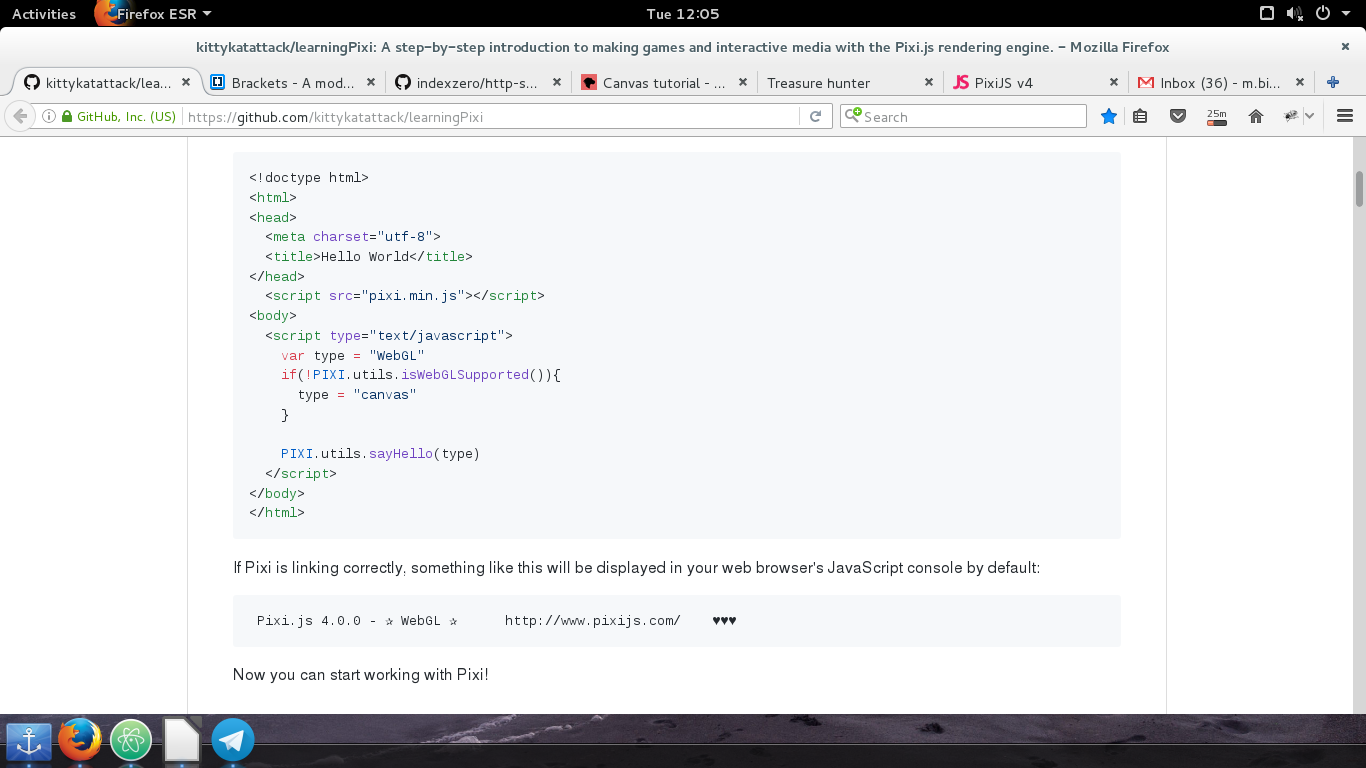 Activities Firefox ESR Tue 12:05
kittykatattack/learningPixi: A step-by-step introduction to making games and interactive media with the Pixi.js rendering engine. - Mozilla Firefox
kittykatattack/lea... Brackets - A mod... indexzero/http-s... Canvas tutorial - ... Treasure hunter PixiJS v4 Inbox (36) - m.bi...
GitHub, Inc. (US) https://github.com/kittykatattack/learningPixi Search 25m
<!doctype html>
<html>
<head>
  <meta charset="utf-8">
  <title>Hello World</title>
</head>
  <script src="pixi.min.js"></script>
<body>
  <script type="text/javascript">
    var type = "WebGL"
    if(!PIXI.utils.isWebGLSupported()){
      type = "canvas"
    }
    PIXI.utils.sayHello(type)
  </script>
</body>
</html>
If Pixi is linking correctly, something like this will be displayed in your web browser's JavaScript console by default:
Pixi.js 4.0.0 - ✰ WebGL ✰      http://www.pixijs.com/    ♥♥♥
Now you can start working with Pixi!